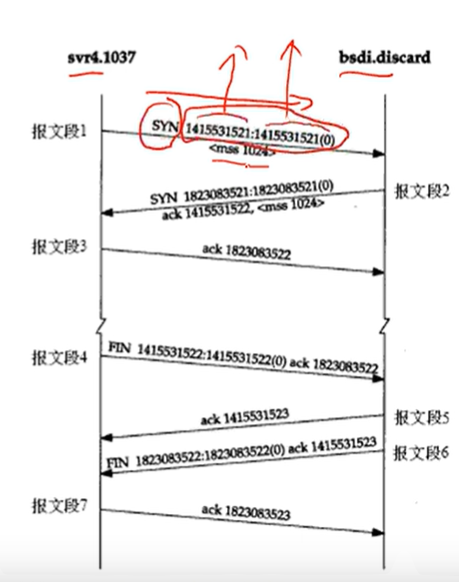 svr4.1037
bsdi.discard
报文段1
SYN 1415531521:1415531521(0)
<mss 1024>
SYN 1823083521:1823083521(0)
ack 1415531522, <mss 1024>
报文段2
报文段3
ack 1823083522
报文段4
FIN 1415531522:1415531522(0) ack 1823083522
ack 1415531523
报文段5
FIN 1823083522:1823083522(0) ack 1415531523
报文段6
报文段7
ack 1823083523